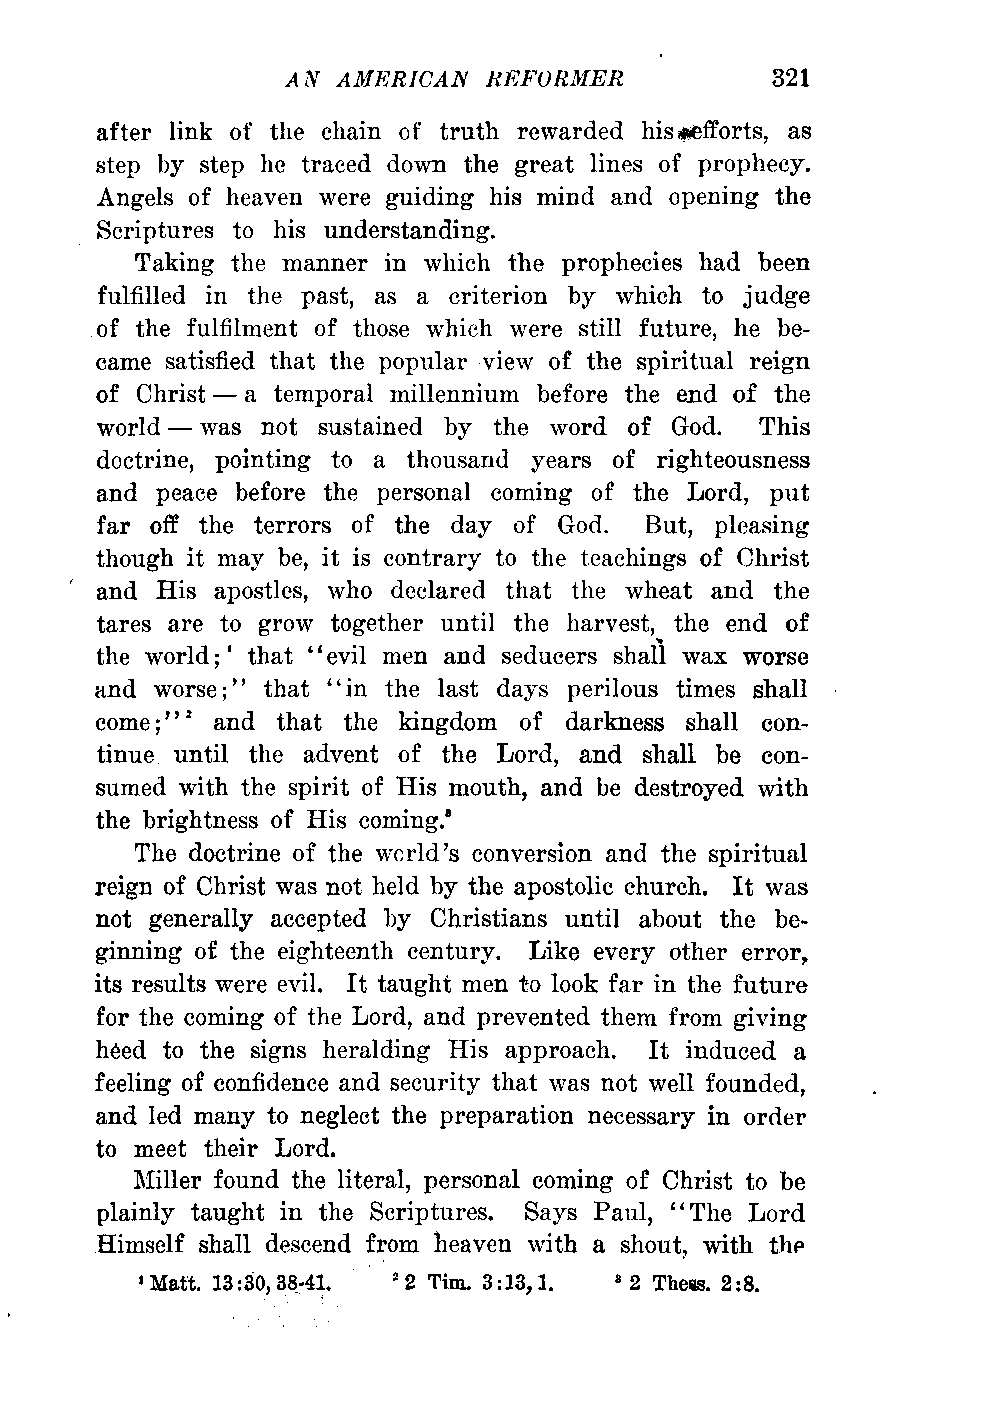 AN AMERICAN REFORMER 321
after link of the chain of truth rewarded his efforts, as
step by step he traced down the great lines of prophecy.
Angels of heaven were guiding his mind and opening the
Scriptures to his understanding.
Taking the manner in which the prophecies had been
fulfilled in the past, as a criterion by which to judge
of the fulfilment of those which were still future, he be-
came satisfied that the popular view of the spiritual reign
of Christ — a temporal millennium before the end of the
world — was not sustained by the word of God. This
doctrine, pointing to a thousand years of righteousness
and peace before the personal coming of the Lord, put
far off the terrors of the day of God. But, pleasing
though it may be, it is contrary to the teachings of Christ
and His apostles, who declared that the wheat and the
tares are to grow together until the harvest, the end of
the world;¹ that "evil men and seducers shall wax worse
and worse;" that "in the last days perilous times shall
come;"² and that the kingdom of darkness shall con-
tinue until the advent of the Lord, and shall be con-
sumed with the spirit of His mouth, and be destroyed with
the brightness of His coming.³
The doctrine of the world's conversion and the spiritual
reign of Christ was not held by the apostolic church. It was
not generally accepted by Christians until about the be-
ginning of the eighteenth century. Like every other error,
its results were evil. It taught men to look far in the future
for the coming of the Lord, and prevented them from giving
heed to the signs heralding His approach. It induced a
feeling of confidence and security that was not well founded,
and led many to neglect the preparation necessary in order
to meet their Lord.
Miller found the literal, personal coming of Christ to be
plainly taught in the Scriptures. Says Paul, "The Lord
Himself shall descend from heaven with a shout, with the
¹ Matt. 13:30, 38-41. ² 2 Tim. 3:13, 1. ³ 2 Thess. 2:8.